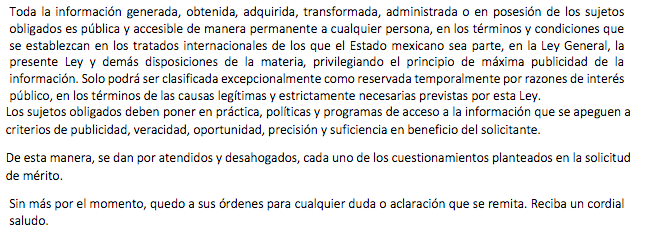 Toda la información generada, obtenida, adquirida, transformada, administrada o en posesión de los sujetos
obligados es pública y accesible de manera permanente a cualquier persona, en los términos y condiciones que
se establezcan en los tratados internacionales de los que el Estado mexicano sea parte, en la Ley General, la
presente Ley y demás disposiciones de la materia, privilegiando el principio de máxima publicidad de la
información. Solo podrá ser clasificada excepcionalmente como reservada temporalmente por razones de interés
público, en los términos de las causas legítimas y estrictamente necesarias previstas por esta Ley.
Los sujetos obligados deben poner en práctica, políticas y programas de acceso a la información que se apeguen a
criterios de publicidad, veracidad, oportunidad, precisión y suficiencia en beneficio del solicitante.
De esta manera, se dan por atendidos y desahogados, cada uno de los cuestionamientos planteados en la solicitud
de mérito.
Sin más por el momento, quedo a sus órdenes para cualquier duda o aclaración que se remita. Reciba un cordial
saludo.